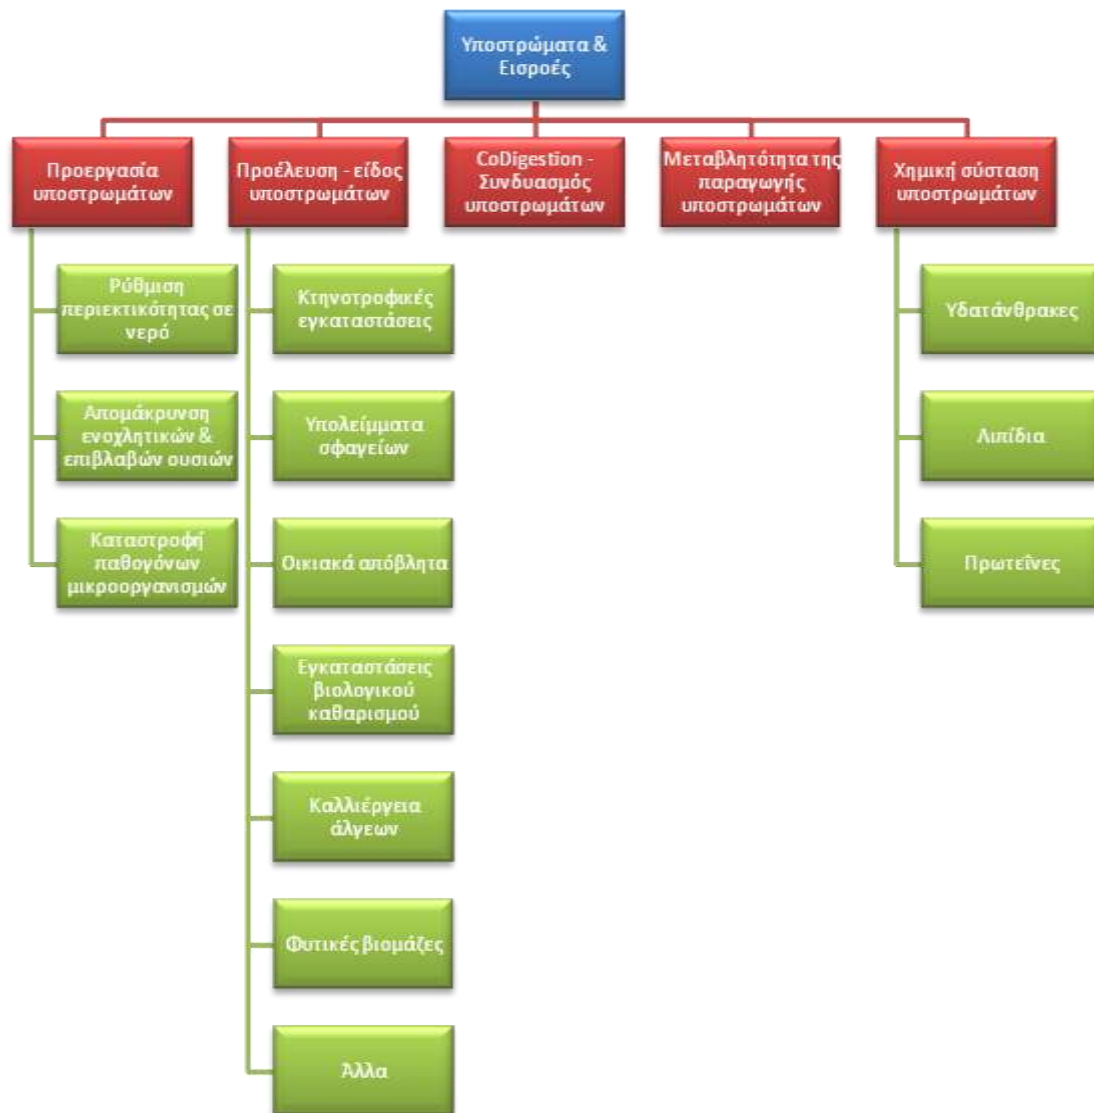 Υποστρώματα &
Εισροές
Προεργασία
υποστρωμάτων
Προέλευση - είδος
υποστρωμάτων
CoDigestion -
Συνδυασμός
υποστρωμάτων
Μεταβλητότητα της
παραγωγής
υποστρωμάτων
Χημική σύσταση
υποστρωμάτων
Ρύθμιση
περιεκτικότητας σε
νερό
Απομάκρυνση
ενοχλητικών &
επιβλαβών ουσιών
Καταστροφή
παθογόνων
μικροοργανισμών
Κτηνοτροφικές
εγκαταστάσεις
Υπολείμματα
σφαγείων
Οικιακά απόβλητα
Εγκαταστάσεις
βιολογικού
καθαρισμού
Καλλιέργεια
άλγεων
Φυτικές βιομάζες
Άλλα
Υδατάνθρακες
Λιπίδια
Πρωτεΐνες